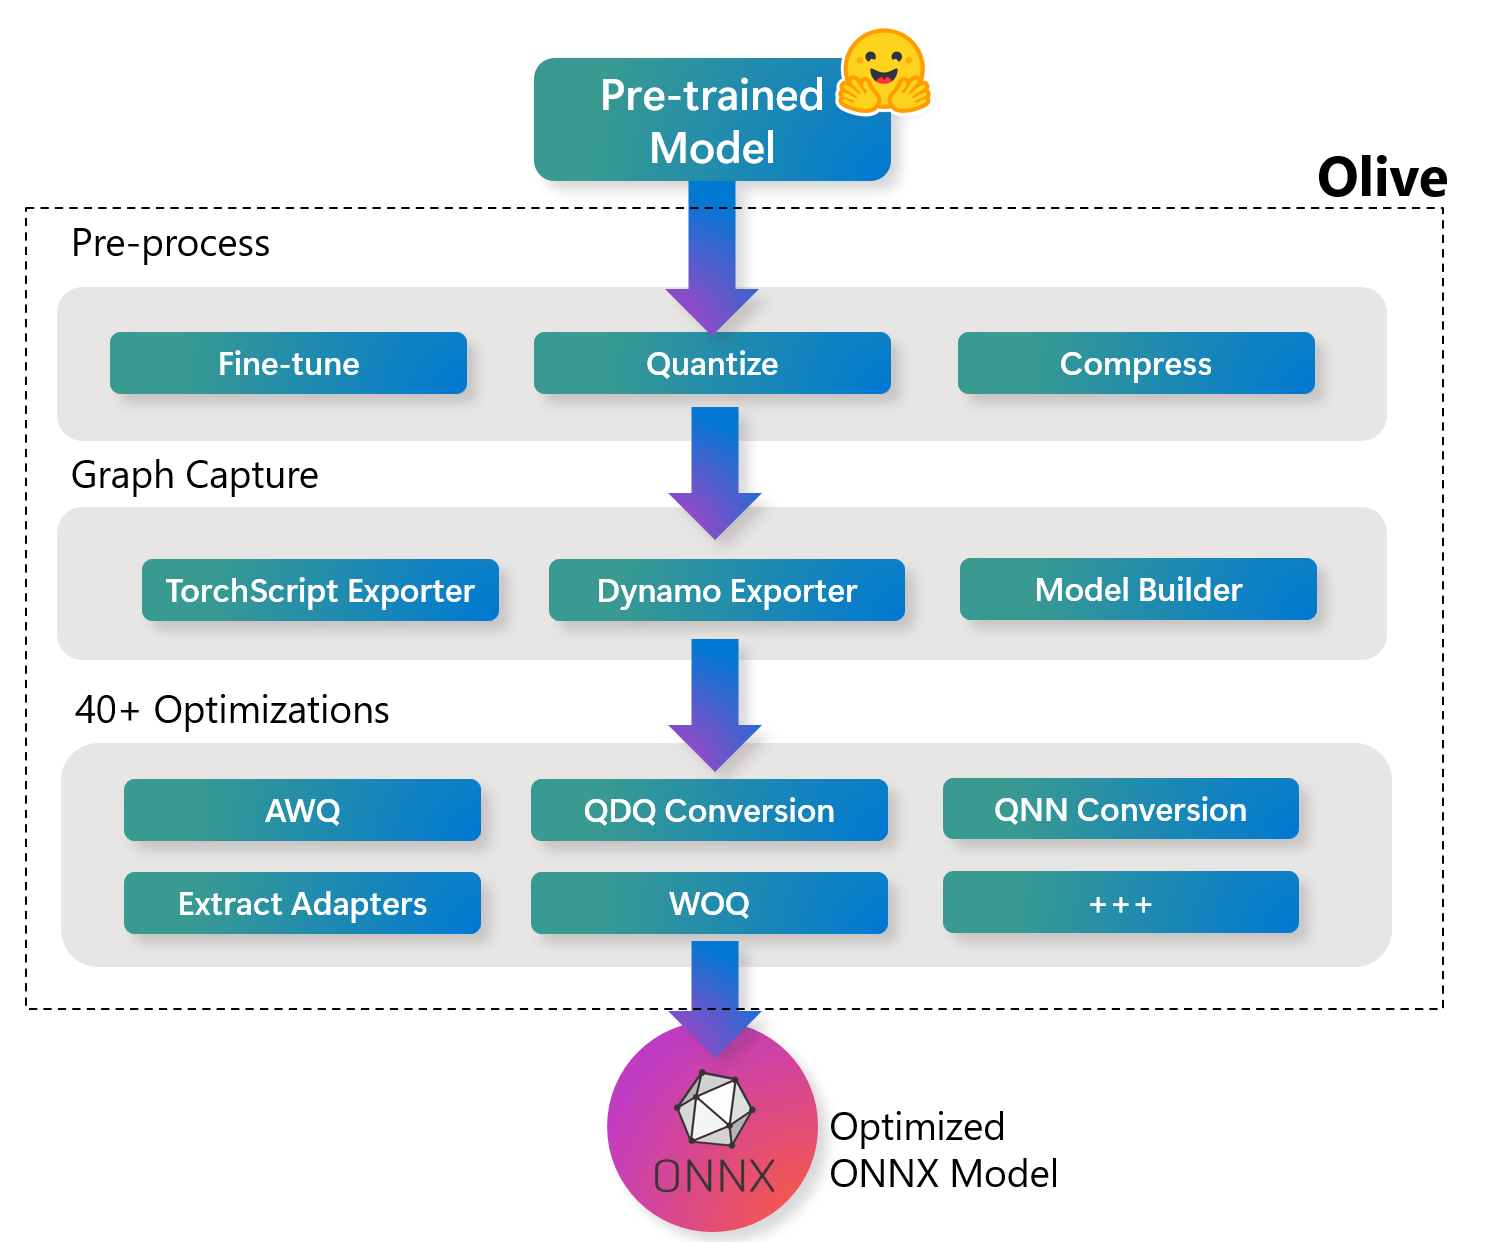 Pre-trained
Model
Olive
Pre-process
Fine-tune
Quantize
Compress
Graph Capture
TorchScript Exporter
Dynamo Exporter
Model Builder
40+ Optimizations
AWQ
QDQ Conversion
QNN Conversion
Extract Adapters
WOQ
+++
ONNX
Optimized
ONNX Model